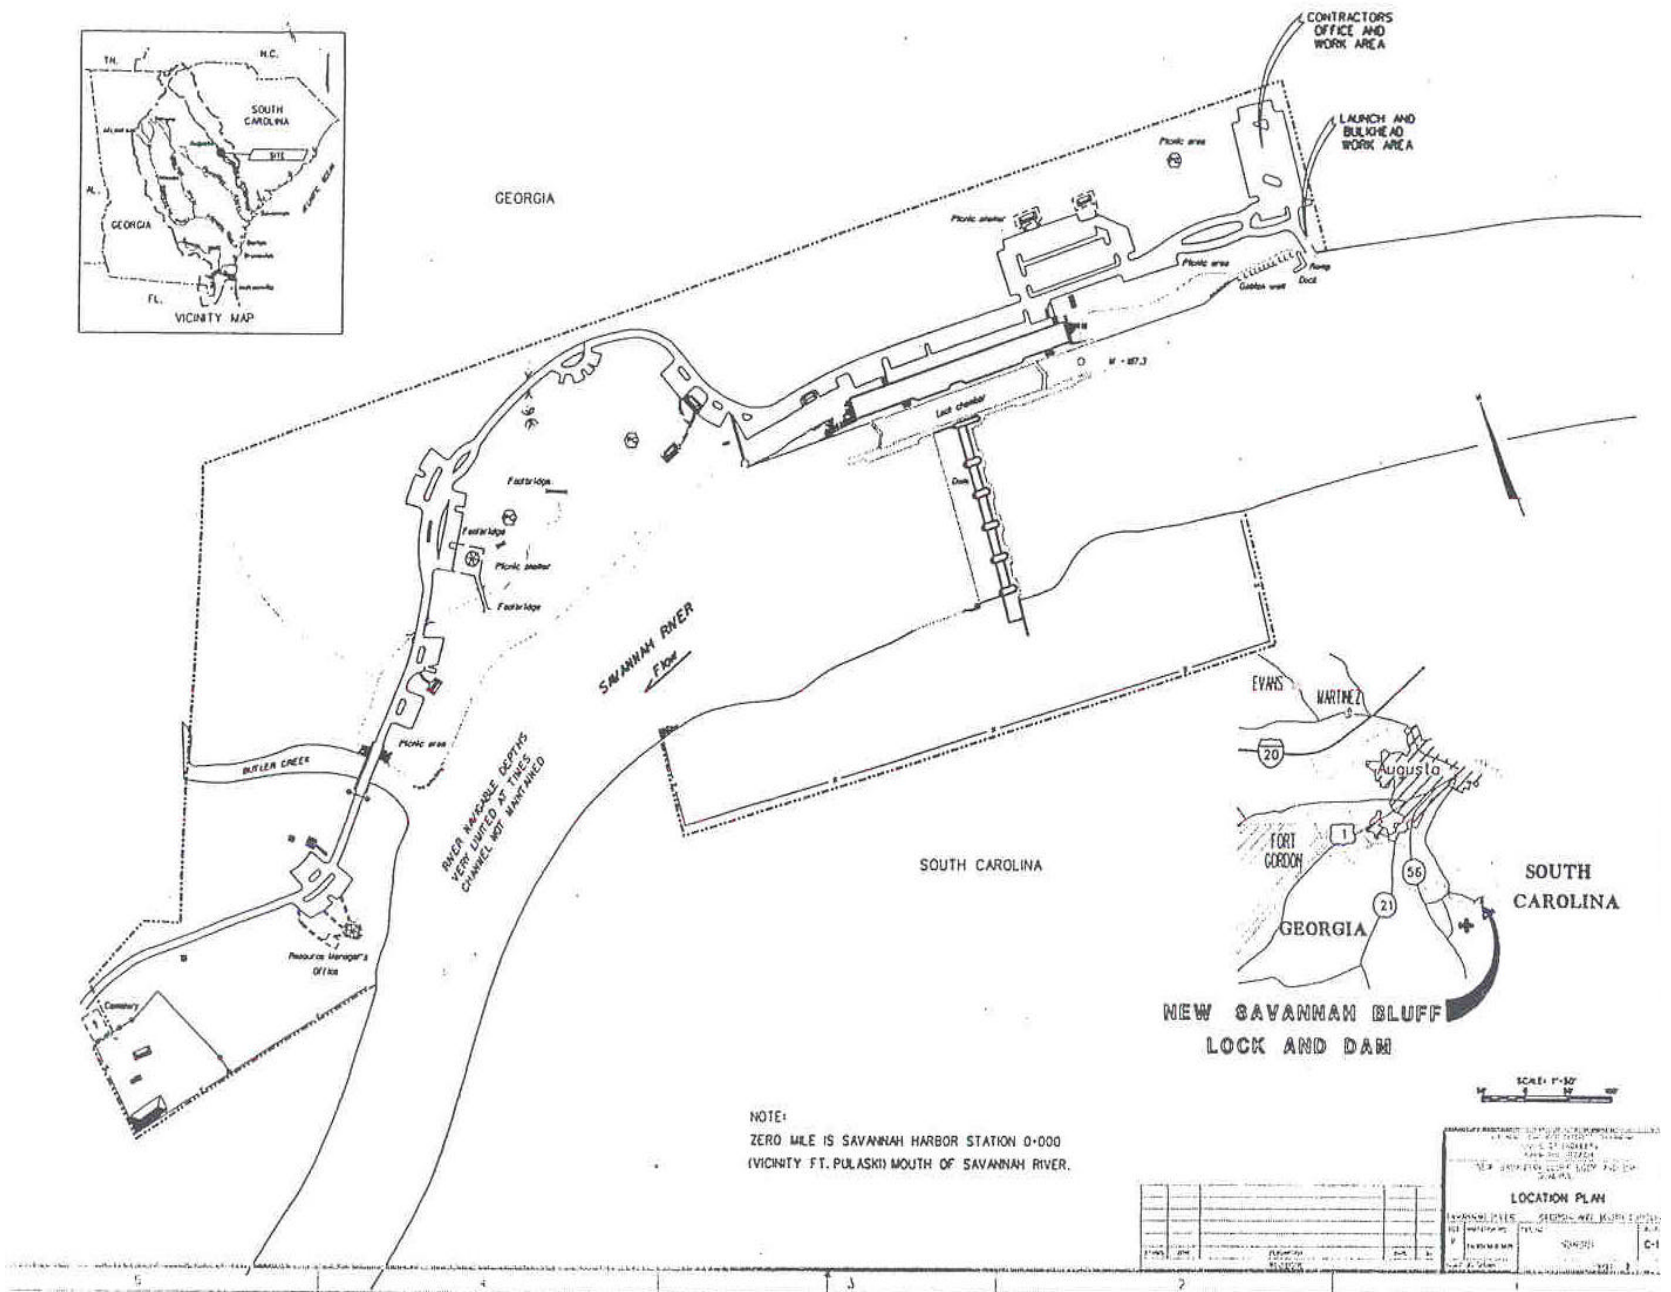 TN.
N.C.
SOUTH
CAROLINA
Augusta
SITE
AL.
GEORGIA
Savannah
FL.
VICINITY MAP
GEORGIA
CONTRACTORS
OFFICE AND
WORK AREA
LAUNCH AND
BULKHEAD
WORK AREA
Picnic area
Picnic shelter
Picnic area
Gabion wall
Ramp
Dock
Lock chamber
Dam
Footbridge
Footbridge
Picnic shelter
Footbridge
SAVANNAH RIVER
Flow
Picnic area
BUTLER CREEK
RIVER NAVIGABLE DEPTHS
VERY LIMITED AT TIMES
CHANNEL NOT MAINTAINED
Resource Manager's
Office
Cemetery
SOUTH CAROLINA
EVANS
MARTINEZ
20
Augusta
1
FORT
GORDON
56
21
GEORGIA
SOUTH
CAROLINA
NEW SAVANNAH BLUFF
LOCK AND DAM
NOTE:
ZERO MILE IS SAVANNAH HARBOR STATION 0+000
(VICINITY FT. PULASKI) MOUTH OF SAVANNAH RIVER.
LOCATION PLAN
5
4
3
2
1